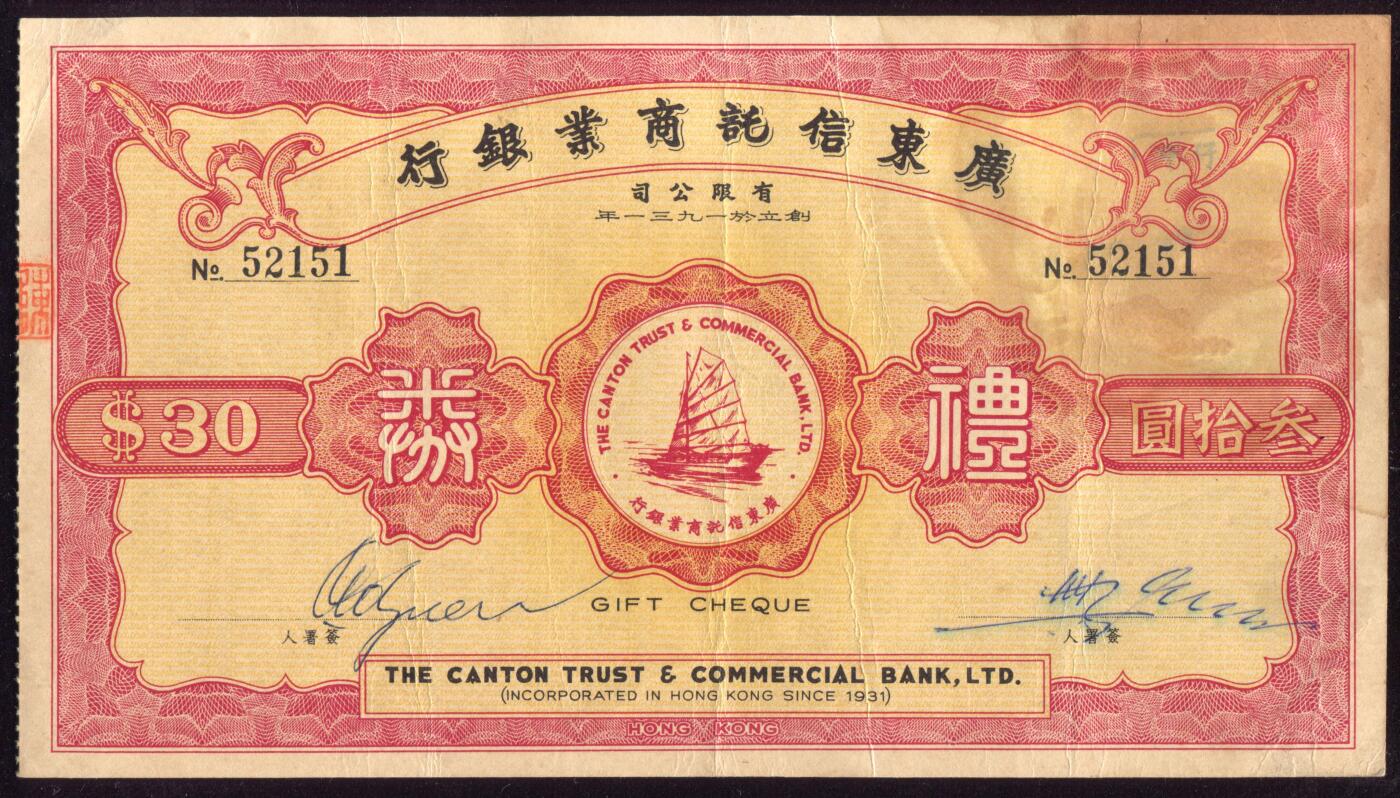 廣東信託商業銀行
有限公司
創立於一九三一年
No. 52151
No. 52151
THE CANTON TRUST & COMMERCIAL BANK, LTD.
廣東信託商業銀行
$30
禮券
叁拾圓
GIFT CHEQUE
簽署人
簽署人
THE CANTON TRUST & COMMERCIAL BANK, LTD.
(INCORPORATED IN HONG KONG SINCE 1931)
HONG KONG